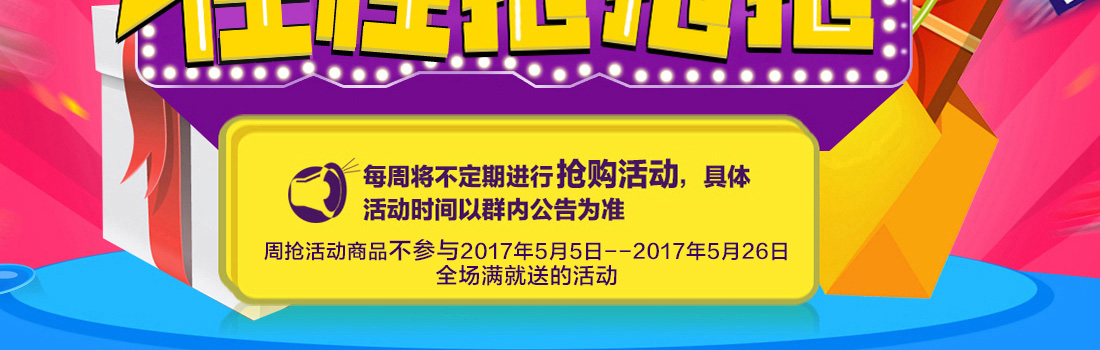 每周将不定期进行抢购活动，具体
活动时间以群内公告为准
周抢活动商品不参与2017年5月5日--2017年5月26日
全场满就送的活动